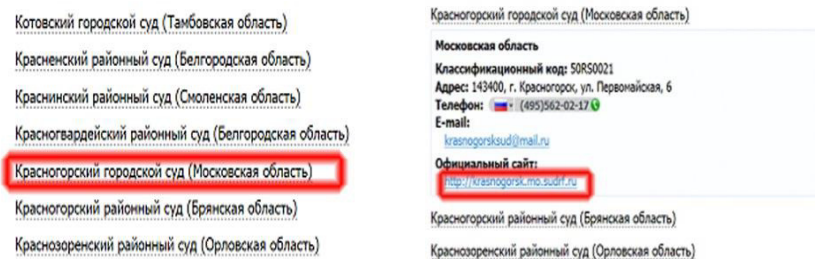 Котовский городской суд (Тамбовская область)
Красненский районный суд (Белгородская область)
Краснинский районный суд (Смоленская область)
Красногвардейский районный суд (Белгородская область)
Красногорский городской суд (Московская область)
Красногорский районный суд (Брянская область)
Краснозоренский районный суд (Орловская область)
Красногорский городской суд (Московская область)
Московская область
Классификационный код: 50RS0021
Адрес: 143400, г. Красногорск, ул. Первомайская, 6
Телефон: (495)562-02-17
E-mail:
krasnogorsksud@mail.ru
Официальный сайт:
http://krasnogorsk.mo.sudrf.ru
Красногорский районный суд (Брянская область)
Краснозоренский районный суд (Орловская область)